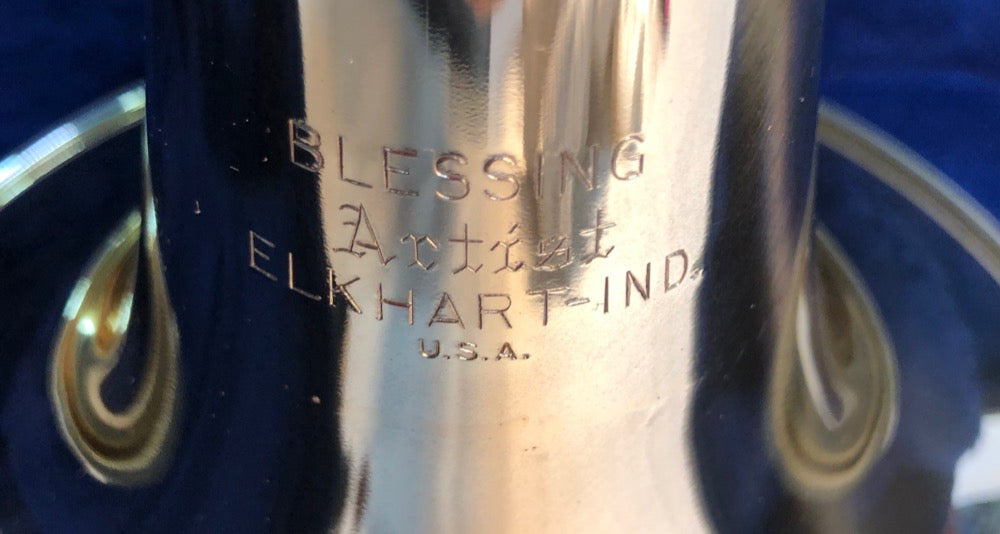 BLESSING
Artist
ELKHART-IND.
U.S.A.